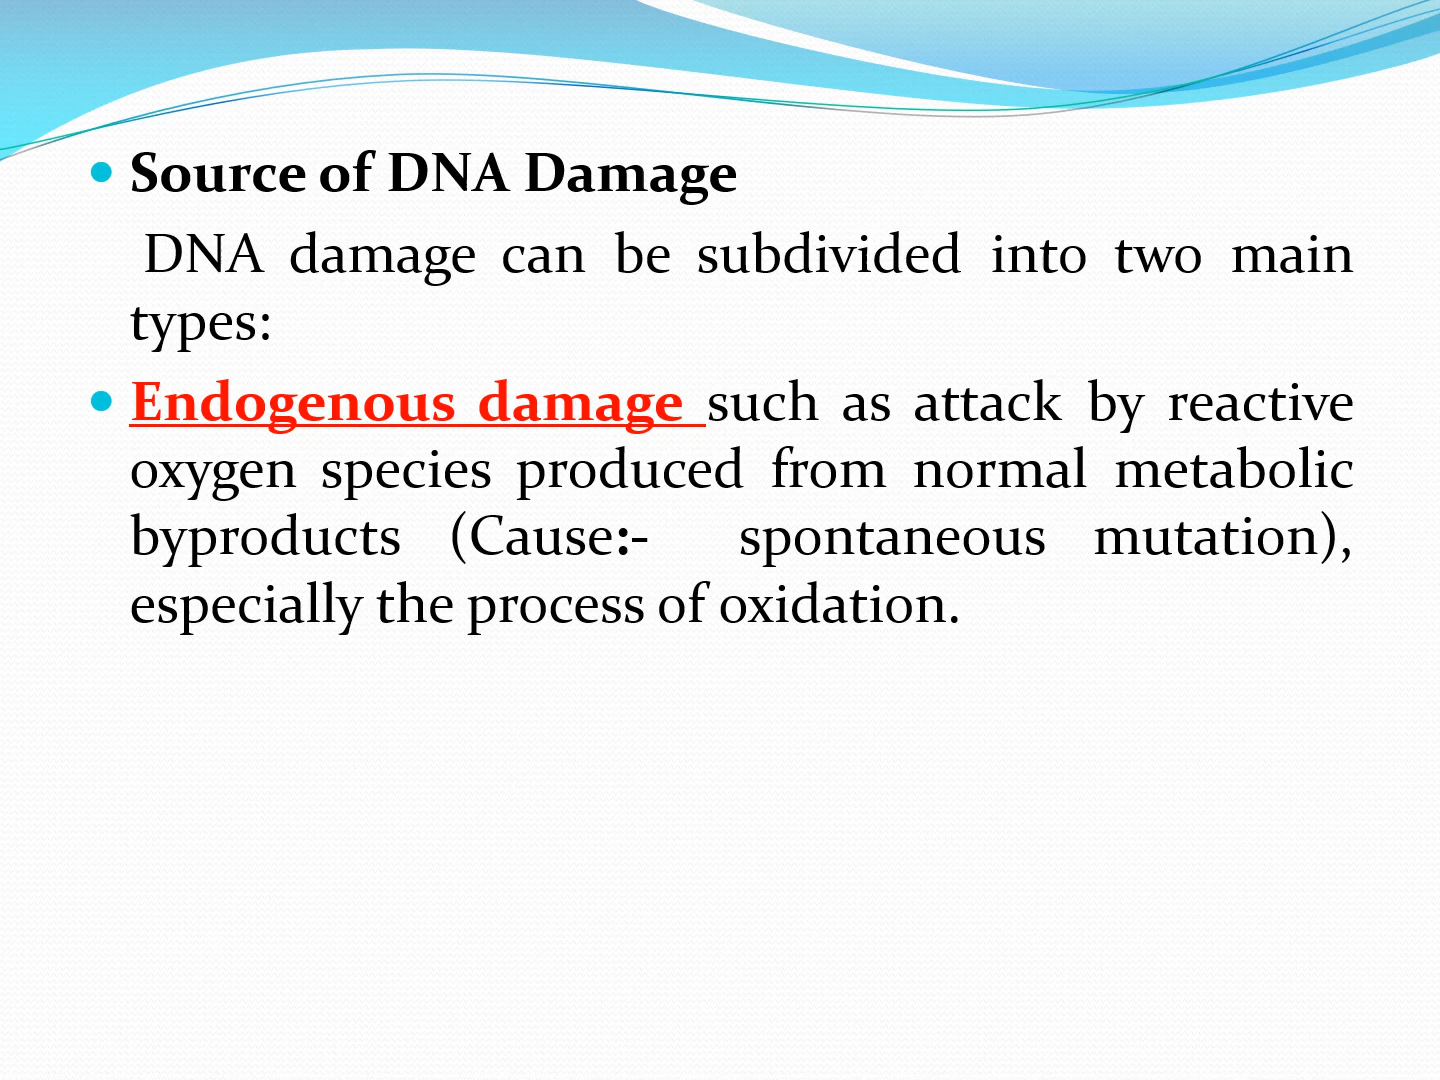 Source of DNA Damage
DNA damage can be subdivided into two main
types:
Endogenous damage such as attack by reactive
oxygen species produced from normal metabolic
byproducts (Cause:- spontaneous mutation),
especially the process of oxidation.